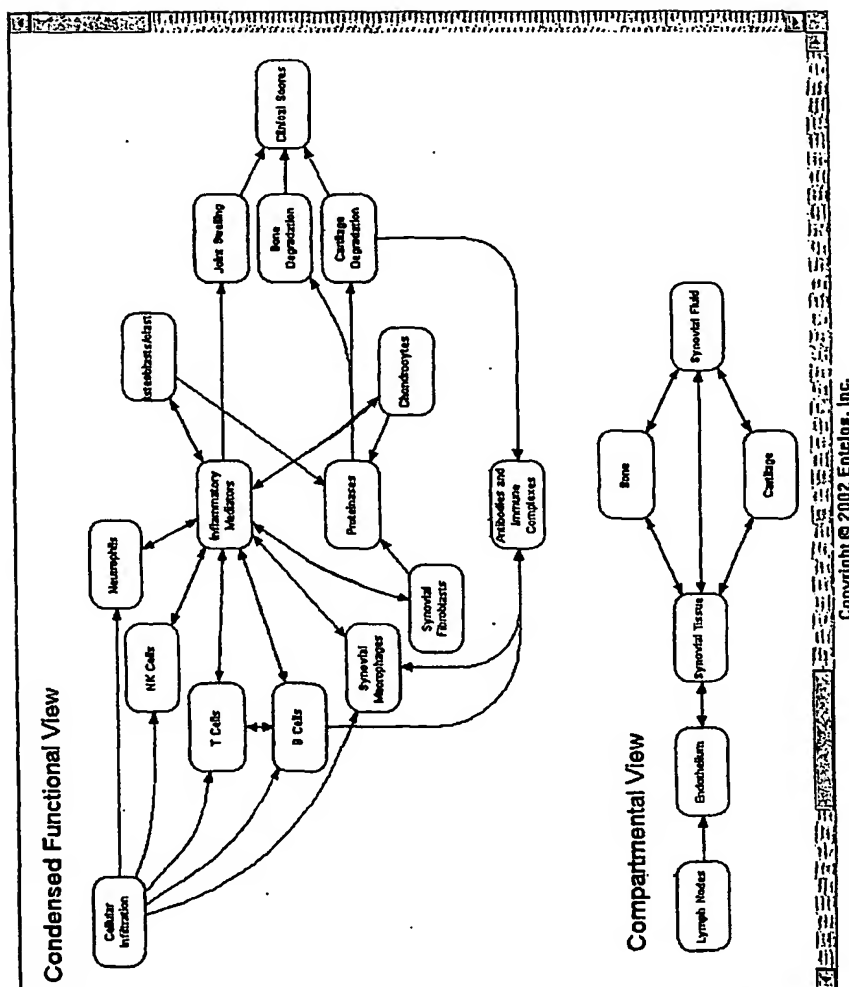 Condensed Functional View
Cellular
Infiltration
Neutrophils
NK Cells
T Cells
B Cells
Synovial
Macrophages
Inflammatory
Mediators
Synovial
Fibroblasts
Proteinases
Chondrocytes
Antibodies and
Immune
Complexes
Joint Swelling
Bone
Degradation
Cartilage
Degradation
Clinical Scores
Compartmental View
Lymph Nodes
Endothelium
Synovial Tissue
Bone
Cartilage
Synovial Fluid
Copyright © 2002 Entelos, Inc.